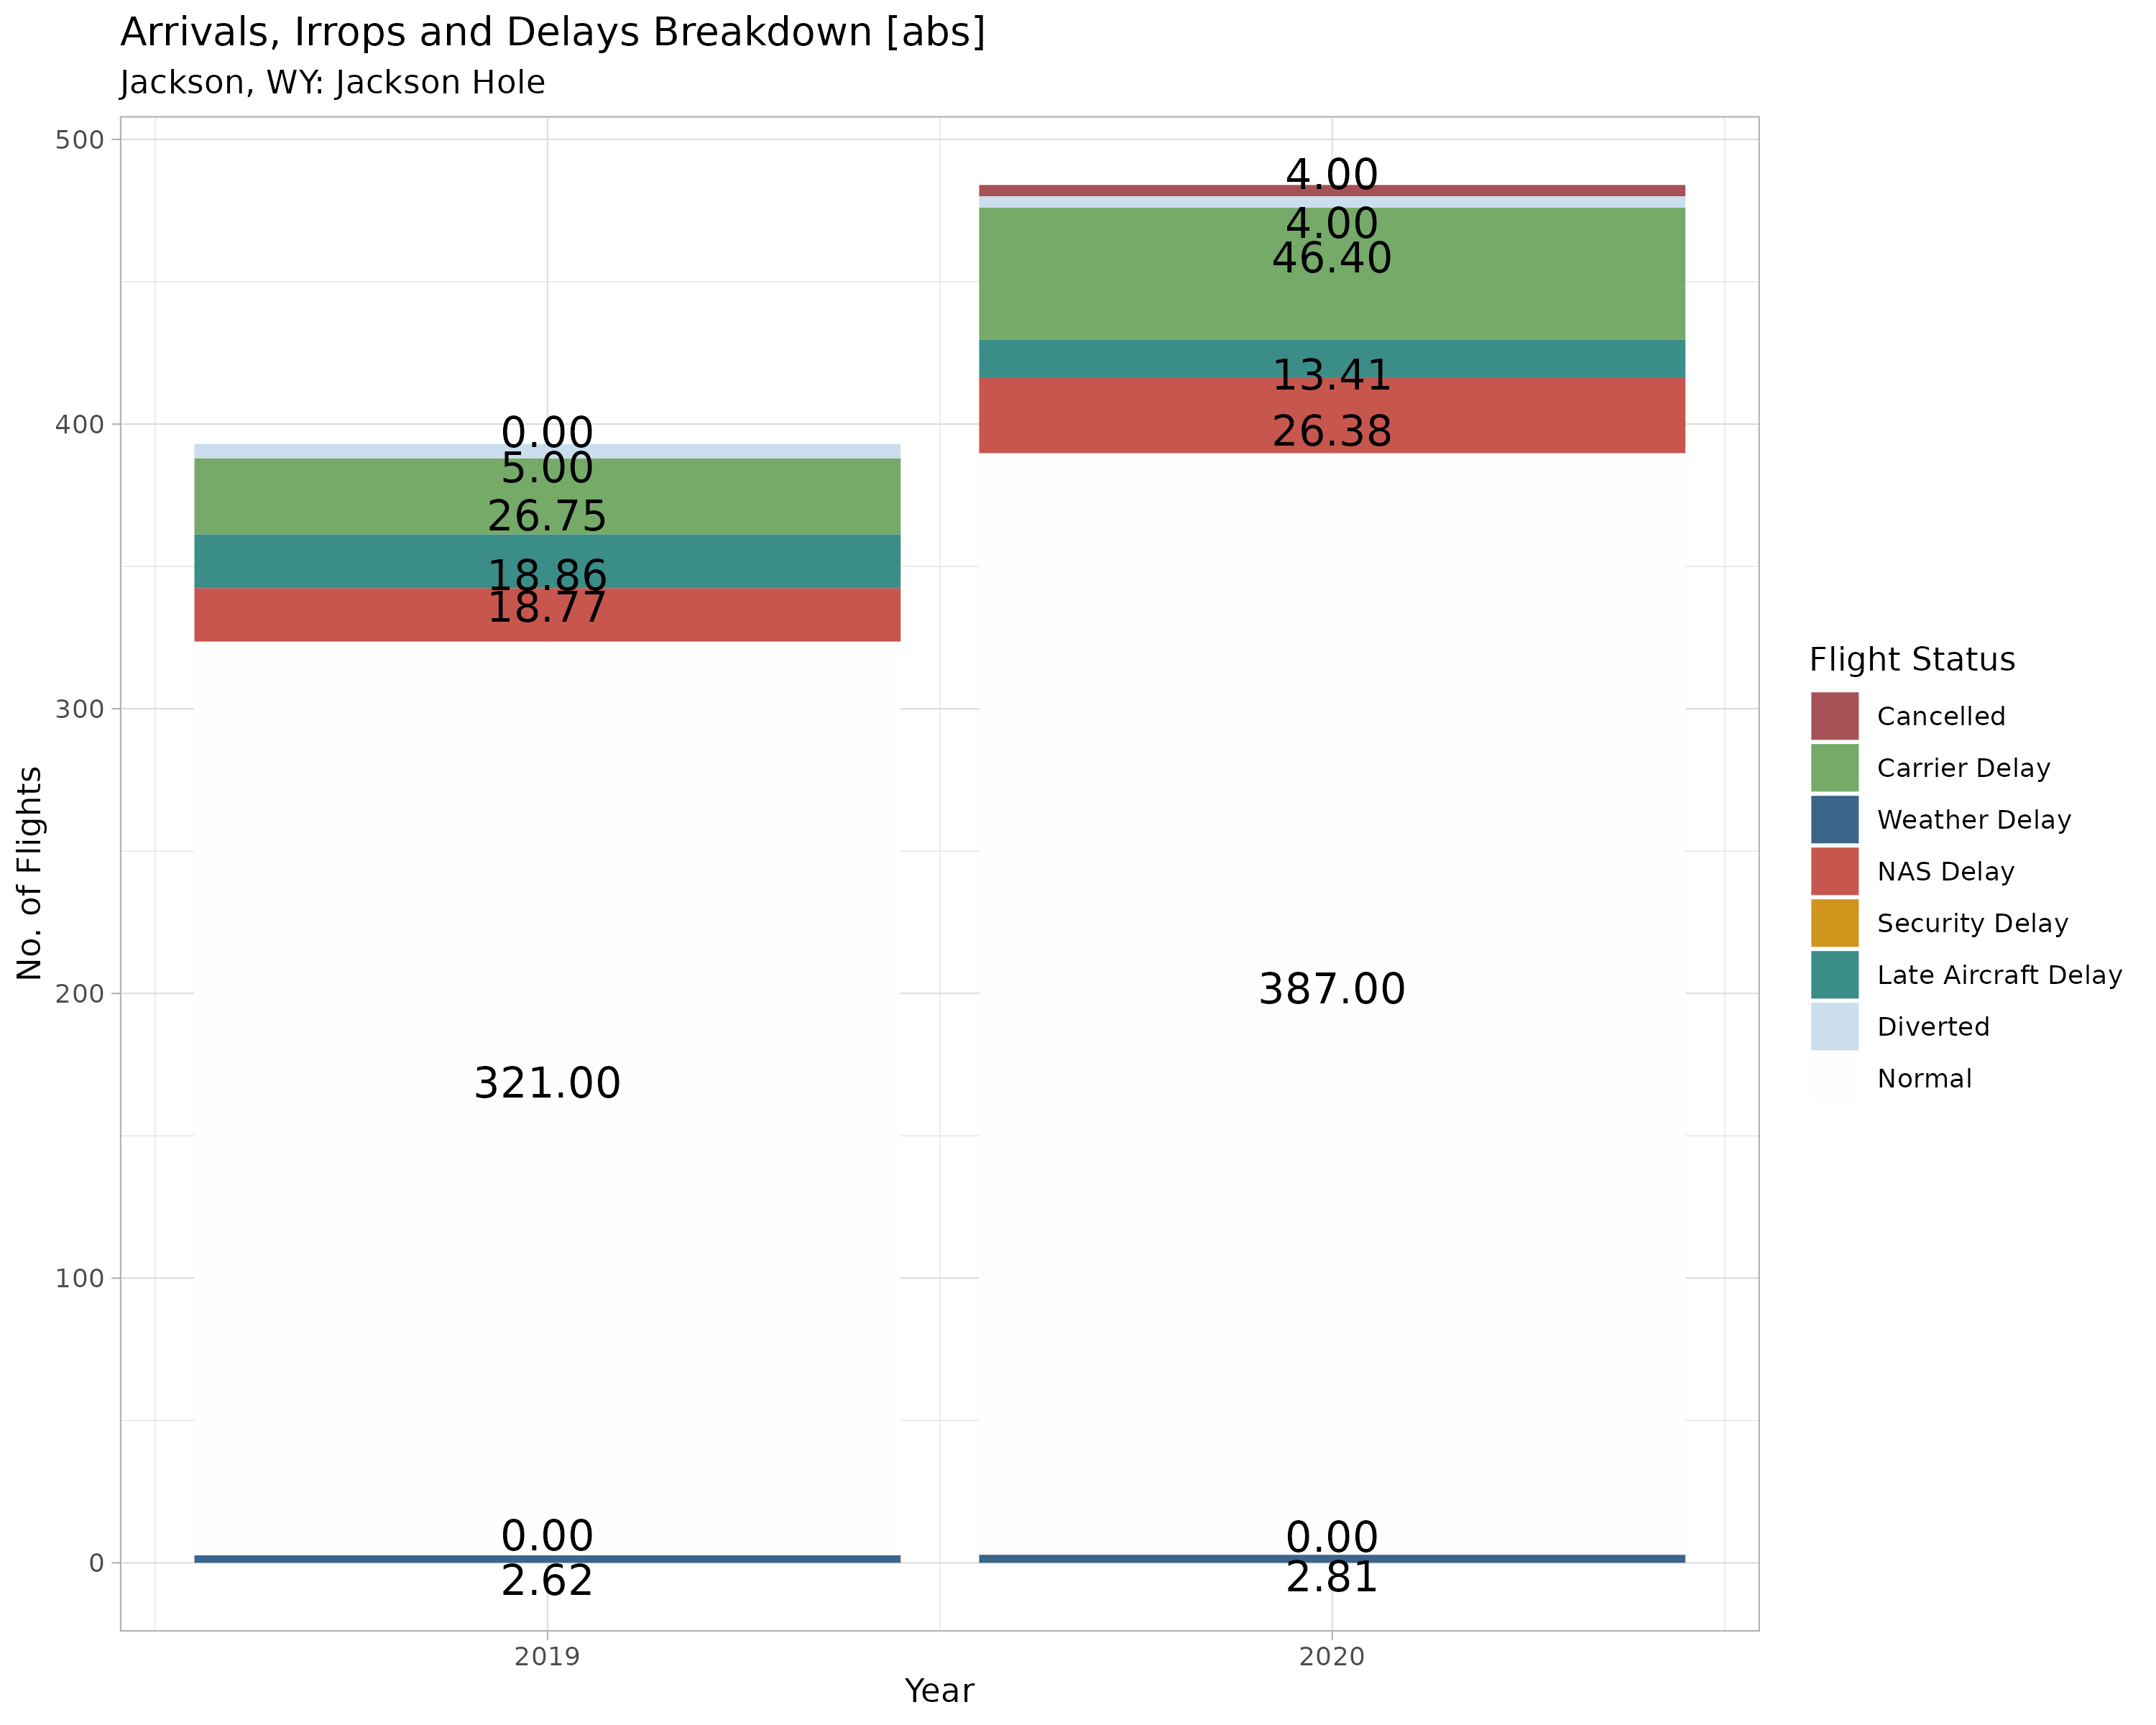 Arrivals, Irrops and Delays Breakdown [abs]
Jackson, WY: Jackson Hole
No. of Flights
500
400
300
200
100
0
0.00
5.00
26.75
18.86
18.77
321.00
0.00
2.62
4.00
4.00
46.40
13.41
26.38
387.00
0.00
2.81
2019
2020
Year
Flight Status
Cancelled
Carrier Delay
Weather Delay
NAS Delay
Security Delay
Late Aircraft Delay
Diverted
Normal